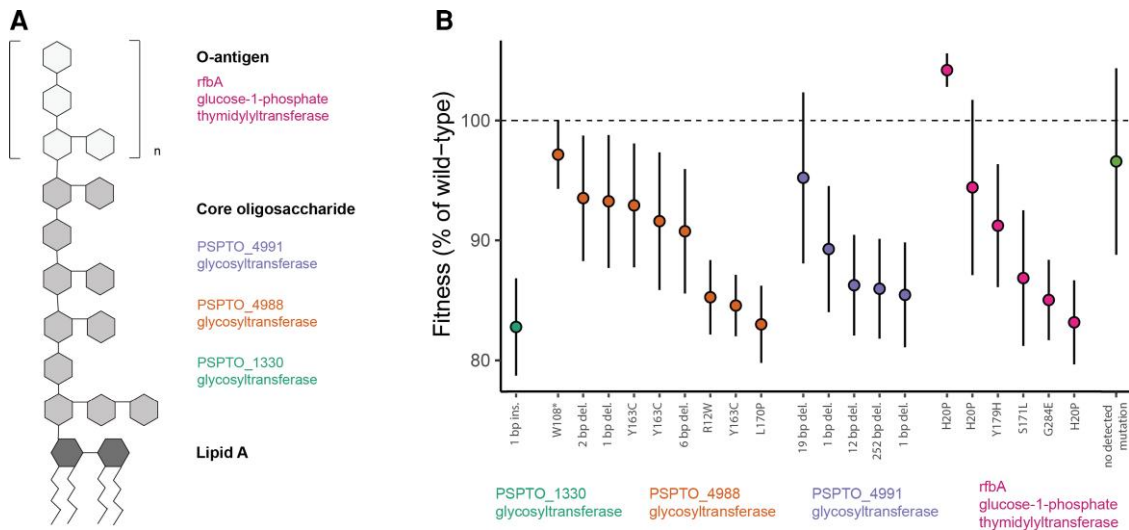 A
O-antigen
rfbA
glucose-1-phosphate
thymidylyltransferase
n
Core oligosaccharide
PSPTO_4991
glycosyltransferase
PSPTO_4988
glycosyltransferase
PSPTO_1330
glycosyltransferase
Lipid A
B
Fitness (% of wild-type)
100
90
80
1 bp ins.
W108*
2 bp del.
1 bp del.
Y163C
Y163C
6 bp del.
R12W
Y163C
L170P
19 bp del.
1 bp del.
12 bp del.
252 bp del.
1 bp del.
H20P
H20P
Y179H
S171L
G284E
H20P
no detected
mutation
PSPTO_1330
glycosyltransferase
PSPTO_4988
glycosyltransferase
PSPTO_4991
glycosyltransferase
rfbA
glucose-1-phosphate
thymidylyltransferase